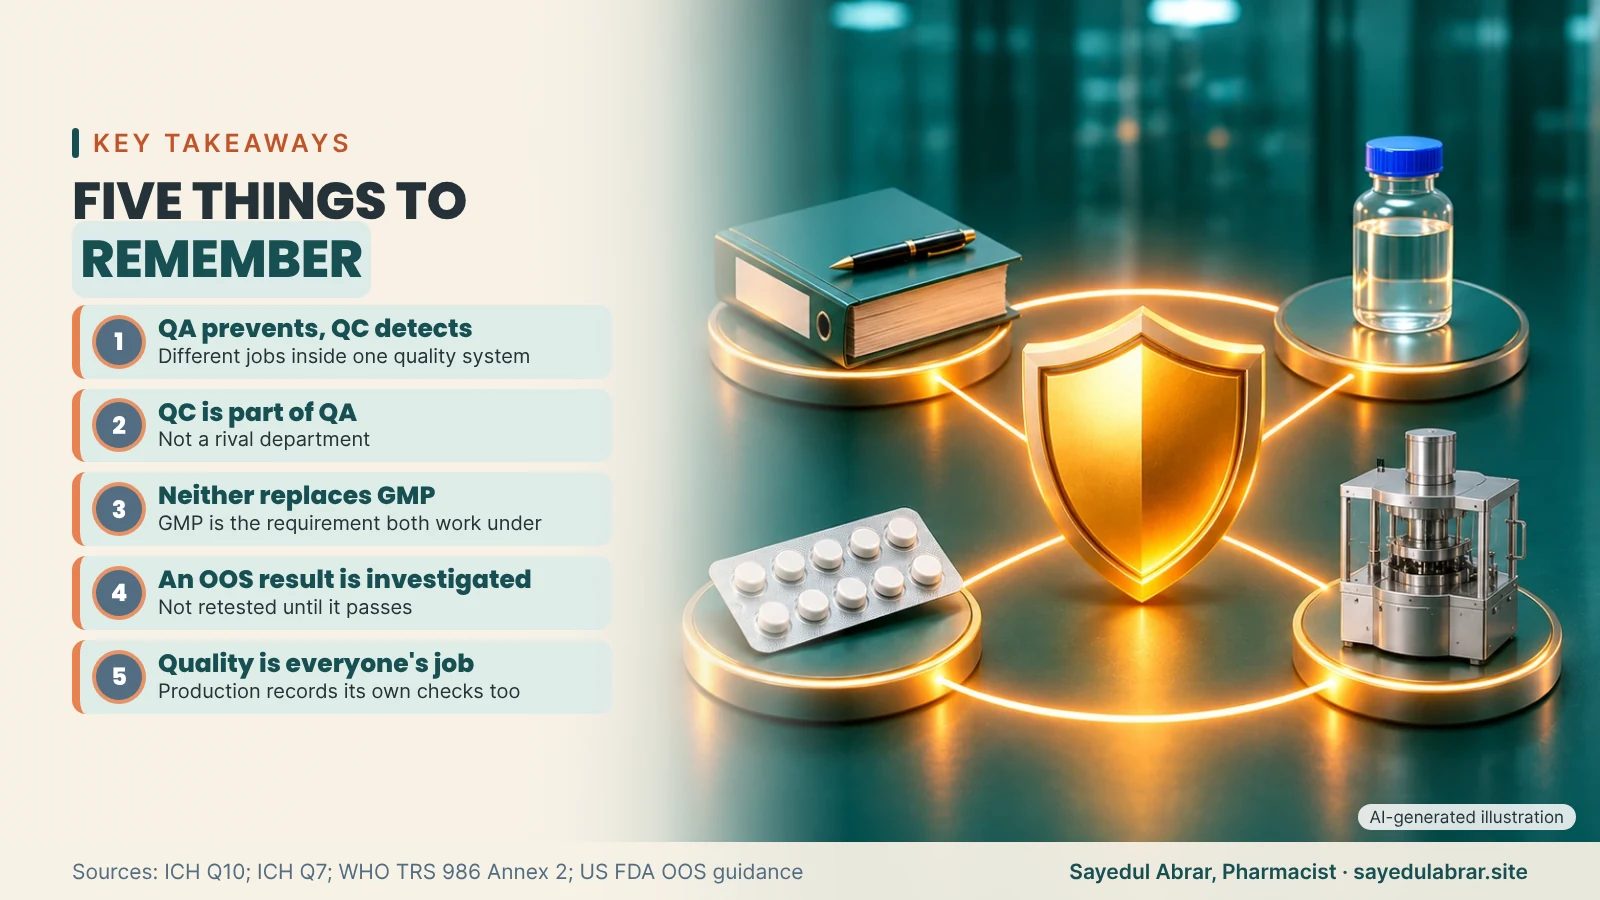 KEY TAKEAWAYS
FIVE THINGS TO
REMEMBER
1
QA prevents, QC detects
Different jobs inside one quality system
2
QC is part of QA
Not a rival department
3
Neither replaces GMP
GMP is the requirement both work under
4
An OOS result is investigated
Not retested until it passes
5
Quality is everyone's job
Production records its own checks too
AI-generated illustration
Sources: ICH Q10; ICH Q7; WHO TRS 986 Annex 2; US FDA OOS guidance
Sayedul Abrar, Pharmacist · sayedulabrar.site